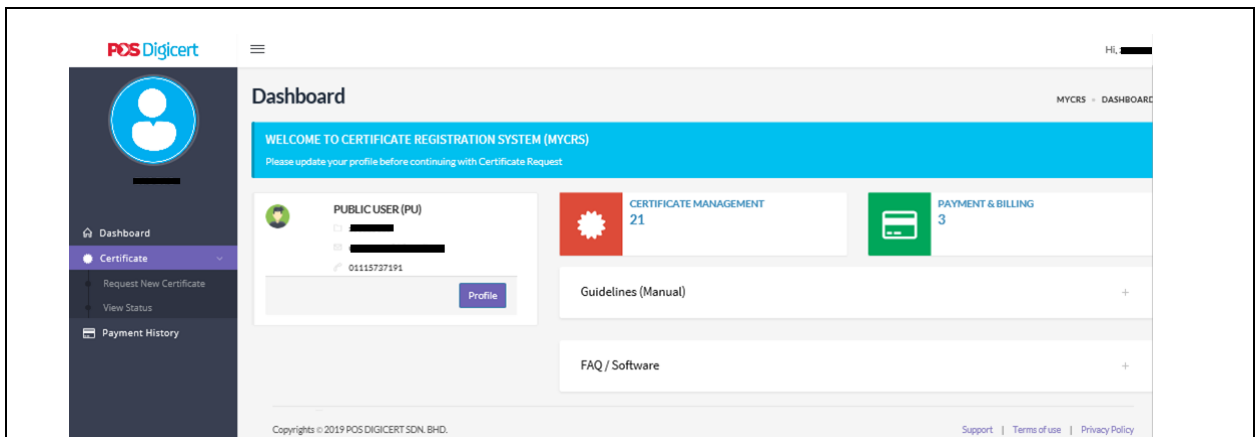 POS Digicert
Hi,
Dashboard
MYCRS
DASHBOARD
WELCOME TO CERTIFICATE REGISTRATION SYSTEM (MYCRS)
Please update your profile before continuing with Certificate Request
PUBLIC USER (PU)
01115737191
Profile
CERTIFICATE MANAGEMENT
21
PAYMENT & BILLING
3
Dashboard
Certificate
Request New Certificate
View Status
Payment History
Guidelines (Manual)
FAQ / Software
Copyrights © 2019 POS DIGICERT SDN. BHD.
Support | Terms of use | Privacy Policy